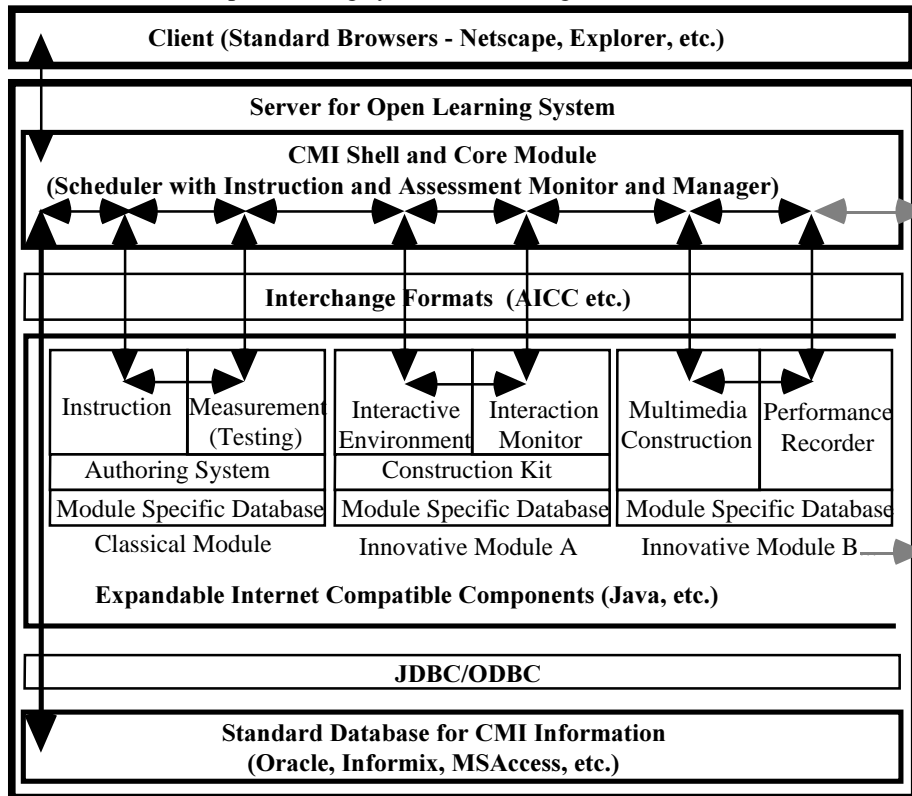 Client (Standard Browsers - Netscape, Explorer, etc.)
Server for Open Learning System
CMI Shell and Core Module
(Scheduler with Instruction and Assessment Monitor and Manager)
Interchange Formats (AICC etc.)
Instruction
Measurement
(Testing)
Authoring System
Module Specific Database
Classical Module
Interactive
Environment
Interaction
Monitor
Construction Kit
Module Specific Database
Innovative Module A
Multimedia
Construction
Performance
Recorder
Module Specific Database
Innovative Module B
Expandable Internet Compatible Components (Java, etc.)
JDBC/ODBC
Standard Database for CMI Information
(Oracle, Informix, MSAccess, etc.)